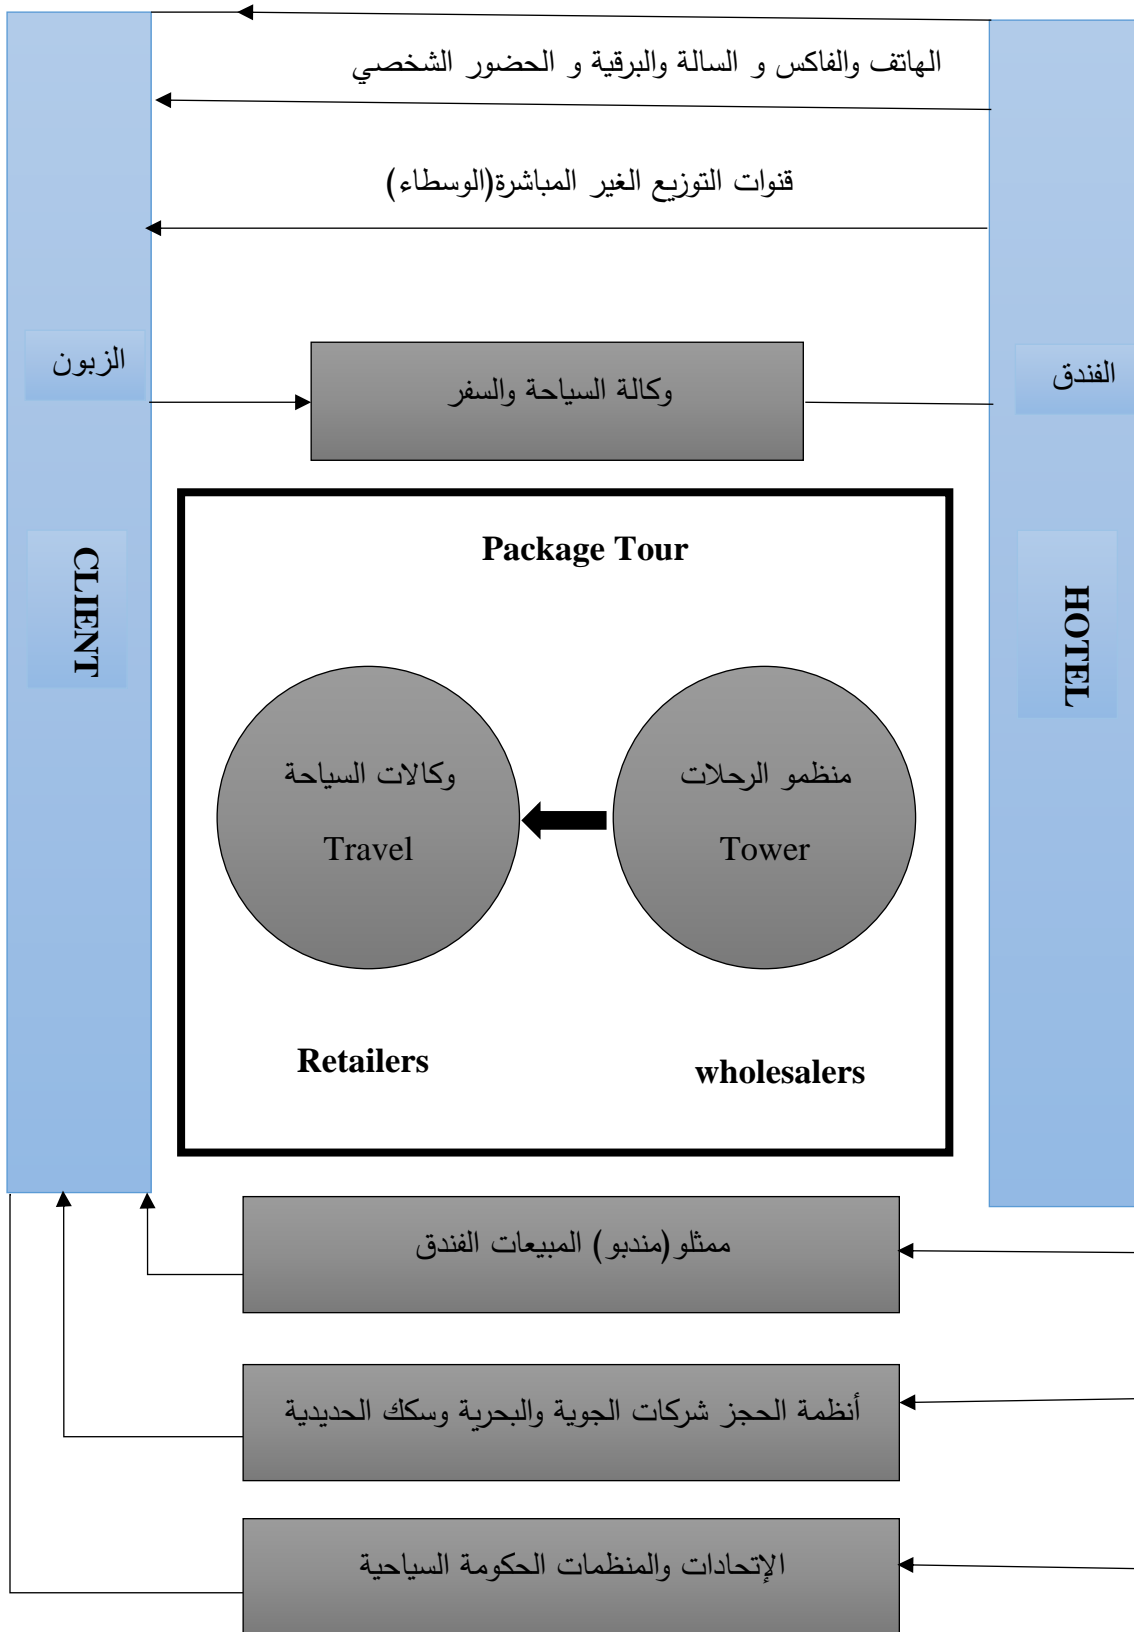 الهاتف والفاكس و السالة والبرقية و الحضور الشخصي
قنوات التوزيع الغير المباشرة(الوسطاء)
الفندق
الزبون
وكالة السياحة والسفر
HOTEL
CLIENT
Package Tour
منظمو الرحلات
Tower
وكالات السياحة
Travel
wholesalers
Retailers
ممثلو(مندبو) المبيعات الفندق
أنظمة الحجز شركات الجوية والبحرية وسكك الحديدية
الإتحادات والمنظمات الحكومة السياحية